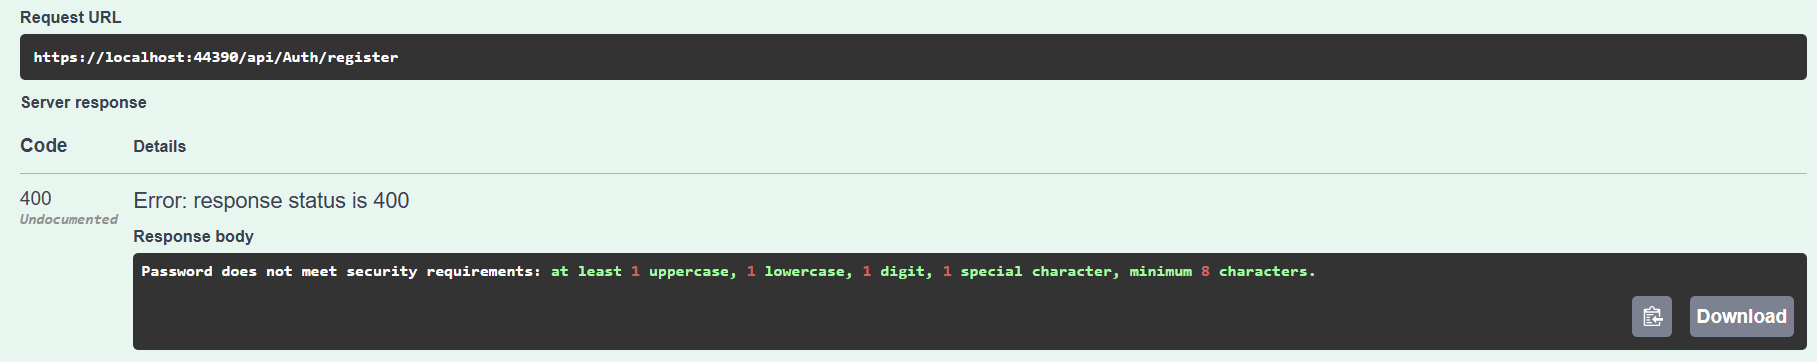 Request URL
https://localhost:44390/api/Auth/register
Server response
Code Details
400 Error: response status is 400
Undocumented
Response body
Password does not meet security requirements: at least 1 uppercase, 1 lowercase, 1 digit, 1 special character, minimum 8 characters.
Download